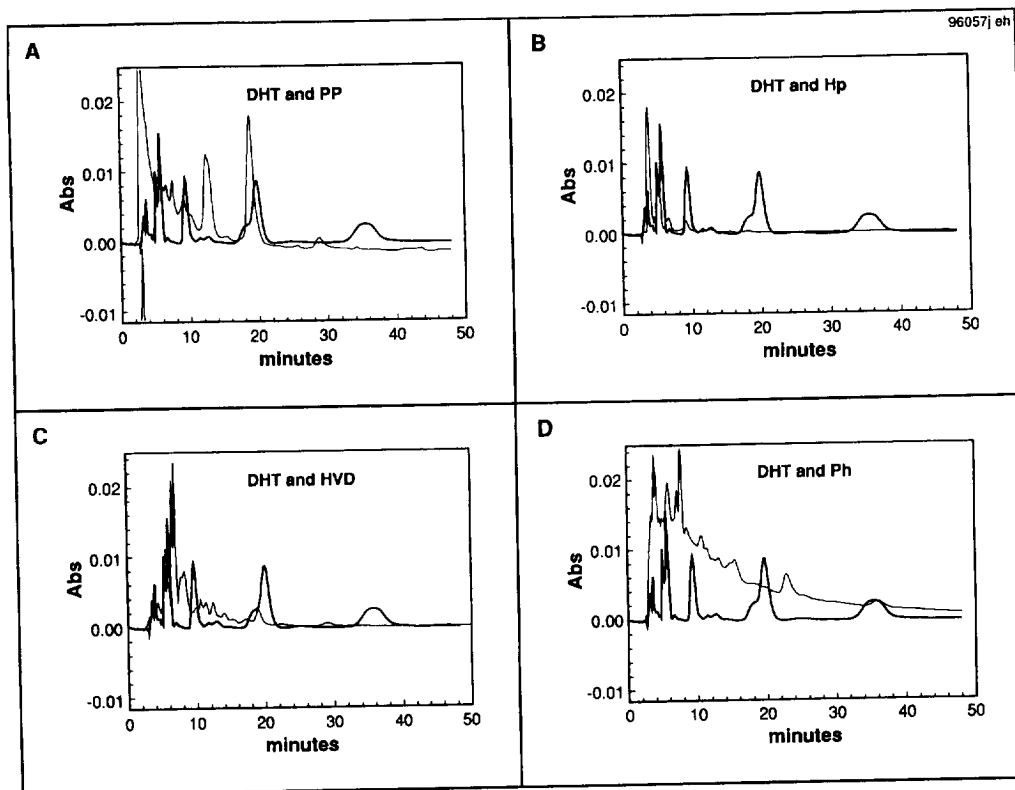 96057j eh
A
DHT and PP
0.02
0.01
0.00
-0.01
Abs
0 10 20 30 40 50
minutes
B
DHT and Hp
0.02
0.01
0.00
-0.01
Abs
0 10 20 30 40 50
minutes
C
DHT and HVD
0.02
0.01
0.00
-0.01
Abs
0 10 20 30 40 50
minutes
D
DHT and Ph
0.02
0.01
0.00
-0.01
Abs
0 10 20 30 40 50
minutes